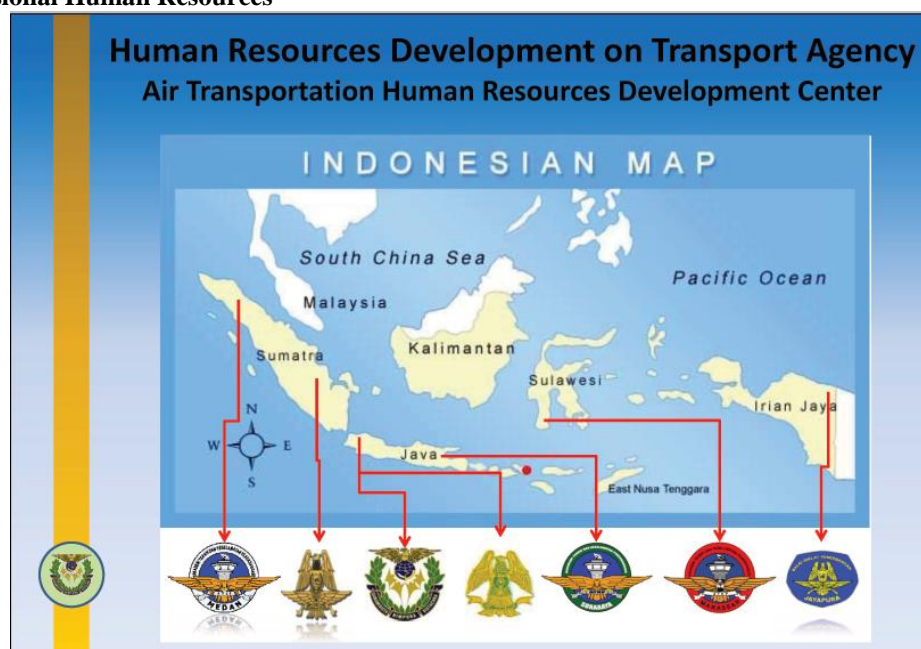 Human Resources Development on Transport Agency
Air Transportation Human Resources Development Center
INDONESIAN MAP
South China Sea
Pacific Ocean
Malaysia
Kalimantan
Sumatra
Sulawesi
Irian Jaya
N
W E
S
Java
East Nusa Tenggara
MEDAN
SURABAYA
MAKASSAR
JAYAPURA